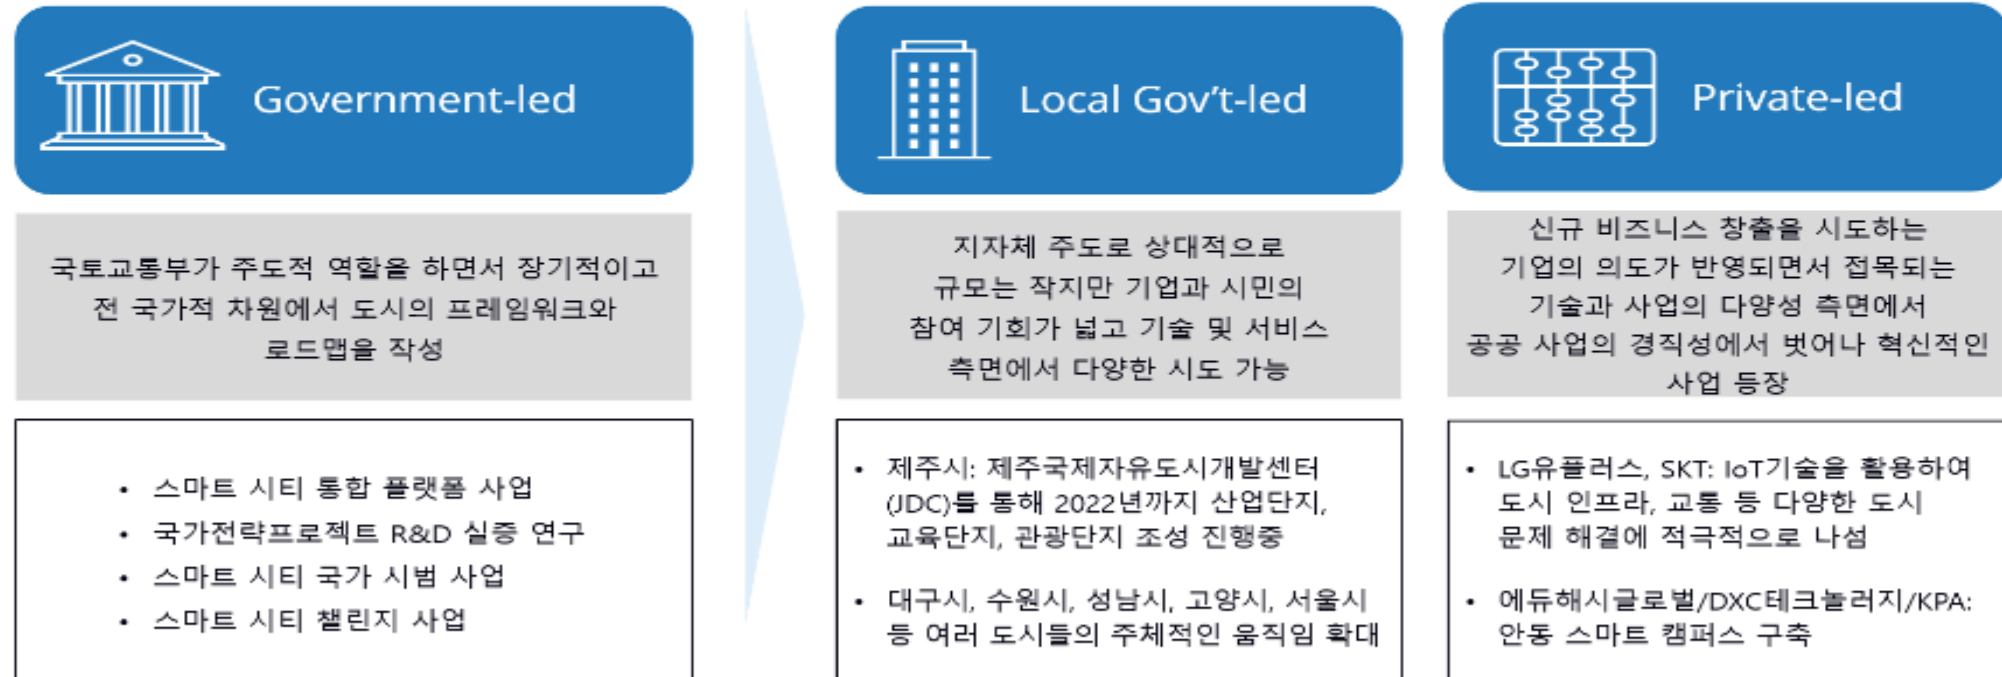 Government-led
국토교통부가 주도적 역할을 하면서 장기적이고
전 국가적 차원에서 도시의 프레임워크와
로드맵을 작성
• 스마트 시티 통합 플랫폼 사업
• 국가전략프로젝트 R&D 실증 연구
• 스마트 시티 국가 시범 사업
• 스마트 시티 챌린지 사업
Local Gov't-led
지자체 주도로 상대적으로
규모는 작지만 기업과 시민의
참여 기회가 넓고 기술 및 서비스
측면에서 다양한 시도 가능
• 제주시: 제주국제자유도시개발센터
(JDC)를 통해 2022년까지 산업단지,
교육단지, 관광단지 조성 진행중
• 대구시, 수원시, 성남시, 고양시, 서울시
등 여러 도시들의 주체적인 움직임 확대
Private-led
신규 비즈니스 창출을 시도하는
기업의 의도가 반영되면서 접목되는
기술과 사업의 다양성 측면에서
공공 사업의 경직성에서 벗어나 혁신적인
사업 등장
• LG유플러스, SKT: IoT기술을 활용하여
도시 인프라, 교통 등 다양한 도시
문제 해결에 적극적으로 나섬
• 에듀해시글로벌/DXC테크놀러지/KPA:
안동 스마트 캠퍼스 구축